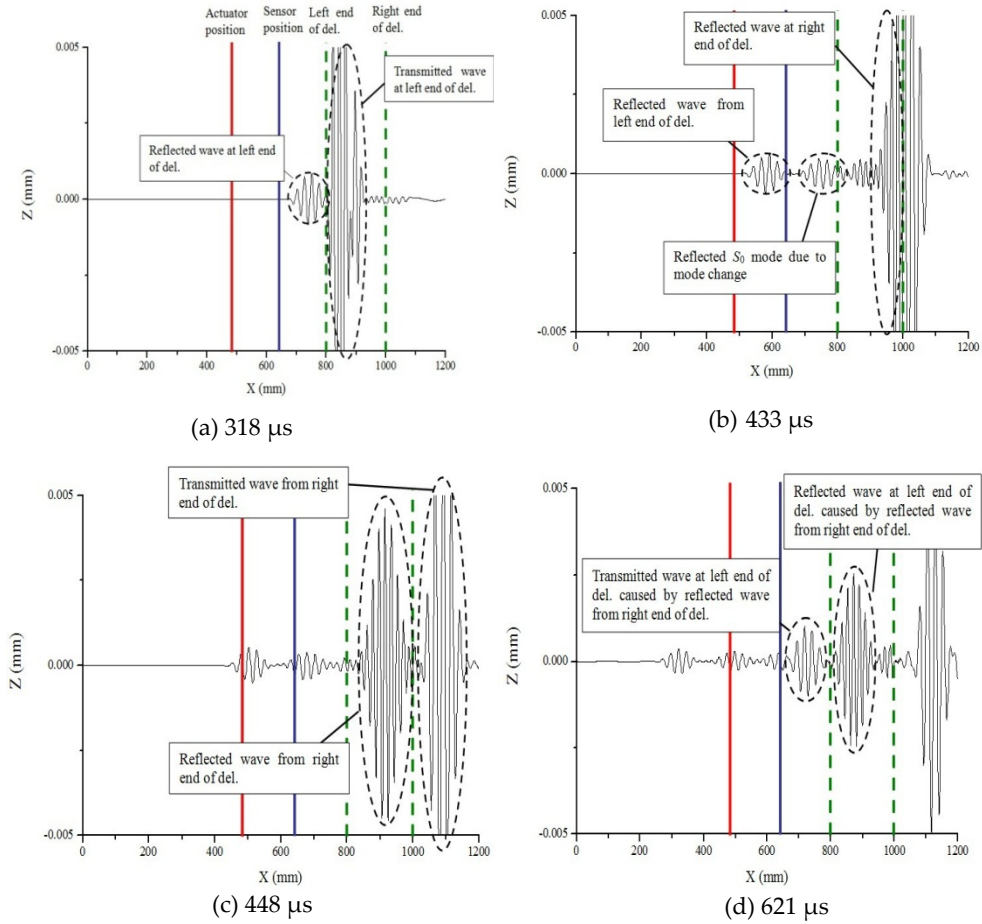 Actuator position
Sensor position
Left end of del.
Right end of del.
0.005
Transmitted wave
at left end of del.
Reflected wave at left end
of del.
0.000
Z (mm)
-0.005
0 200 400 600 800 1000 1200
X (mm)
(a) 318 μs
Reflected wave at right
end of del.
0.005
Reflected wave from
left end of del.
0.000
Z (mm)
Reflected S0 mode due to
mode change
-0.005
0 200 400 600 800 1000 1200
X (mm)
(b) 433 μs
Transmitted wave from right
end of del.
0.005
0.000
Z (mm)
Reflected wave from right
end of del.
-0.005
0 200 400 600 800 1000 1200
X (mm)
(c) 448 μs
Reflected wave at left end of
del. caused by reflected wave
from right end of del.
0.005
Transmitted wave at left end of
del. caused by reflected wave
from right end of del.
0.000
Z (mm)
-0.005
0 200 400 600 800 1000 1200
X (mm)
(d) 621 μs